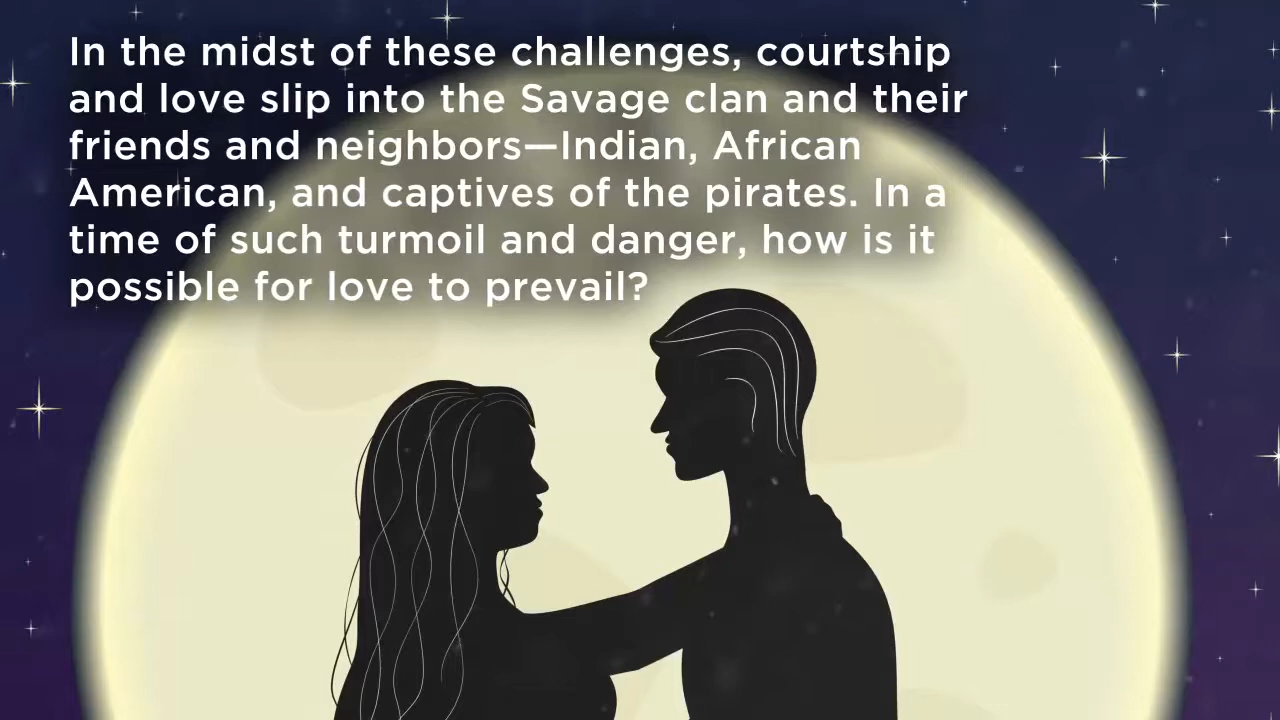 In the midst of these challenges, courtship
and love slip into the Savage clan and their
friends and neighbors—Indian, African
American, and captives of the pirates. In a
time of such turmoil and danger, how is it
possible for love to prevail?